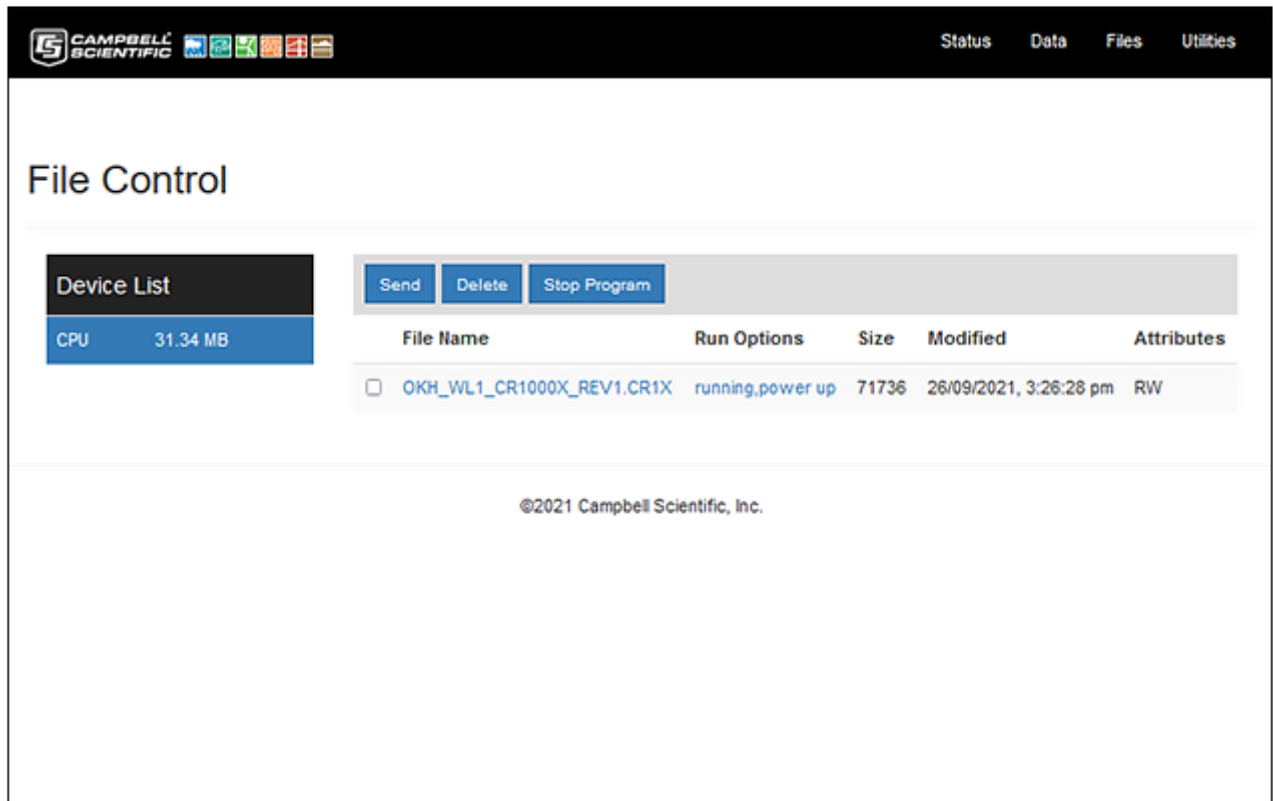 CAMPBELL
SCIENTIFIC
Status Data Files Utilities
File Control
Device List
CPU 31.34 MB
Send Delete Stop Program
File Name Run Options Size Modified Attributes
OKH_WL1_CR1000X_REV1.CR1X running,power up 71736 26/09/2021, 3:26:28 pm RW
©2021 Campbell Scientific, Inc.